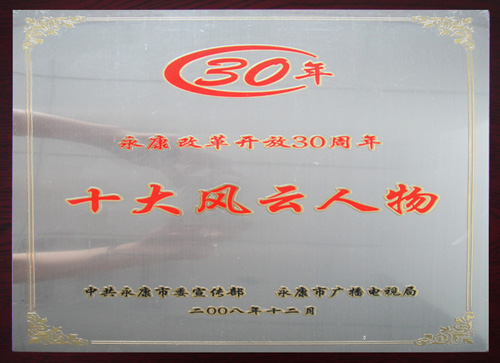 30年
永康改革开放30周年
十大风云人物
中共永康市委宣传部 永康市广播电视局
二00八年十二月